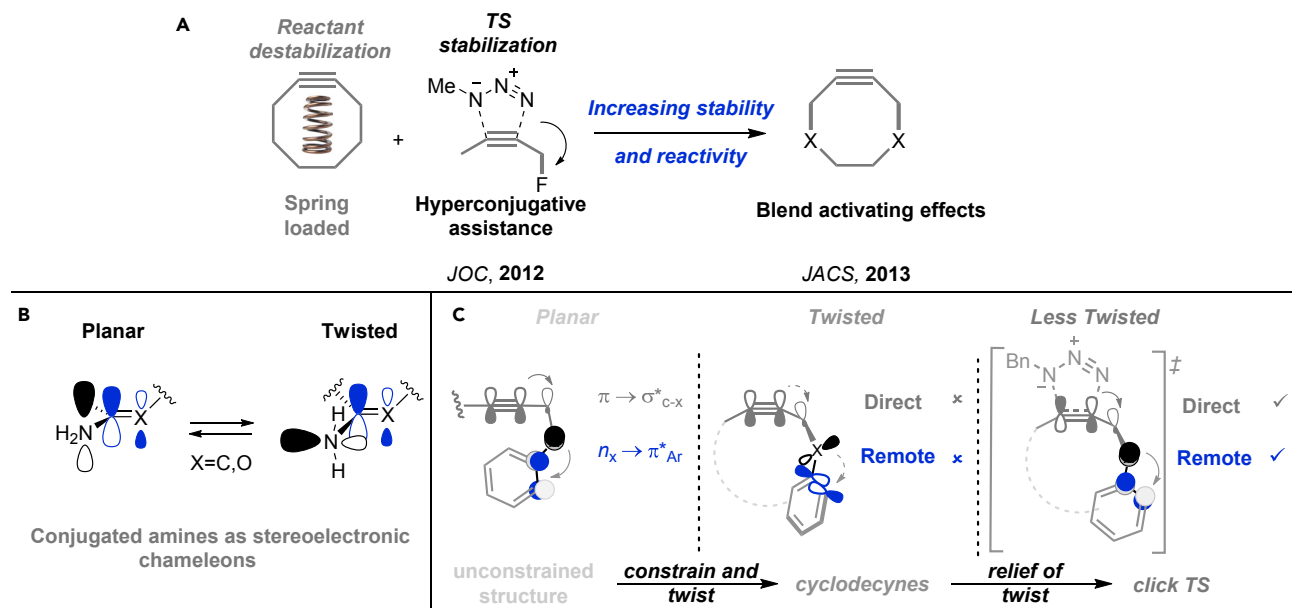 A
Reactant
destabilization
TS
stabilization
Me
−
N
+
N
N
+
F
Increasing stability
and reactivity
X
X
Spring
loaded
Hyperconjugative
assistance
Blend activating effects
JOC, 2012
JACS, 2013
B
Planar
Twisted
H₂N
X
X=C,O
H
N
H
X
Conjugated amines as stereoelectronic
chameleons
C
Planar
Twisted
Less Twisted
π → σ*c-x
nx → π*Ar
X
Direct ×
Remote ×
Bn
N
−
+
N
N
‡
Direct ✓
Remote ✓
unconstrained
structure
constrain and
twist
cyclodecynes
relief of
twist
click TS